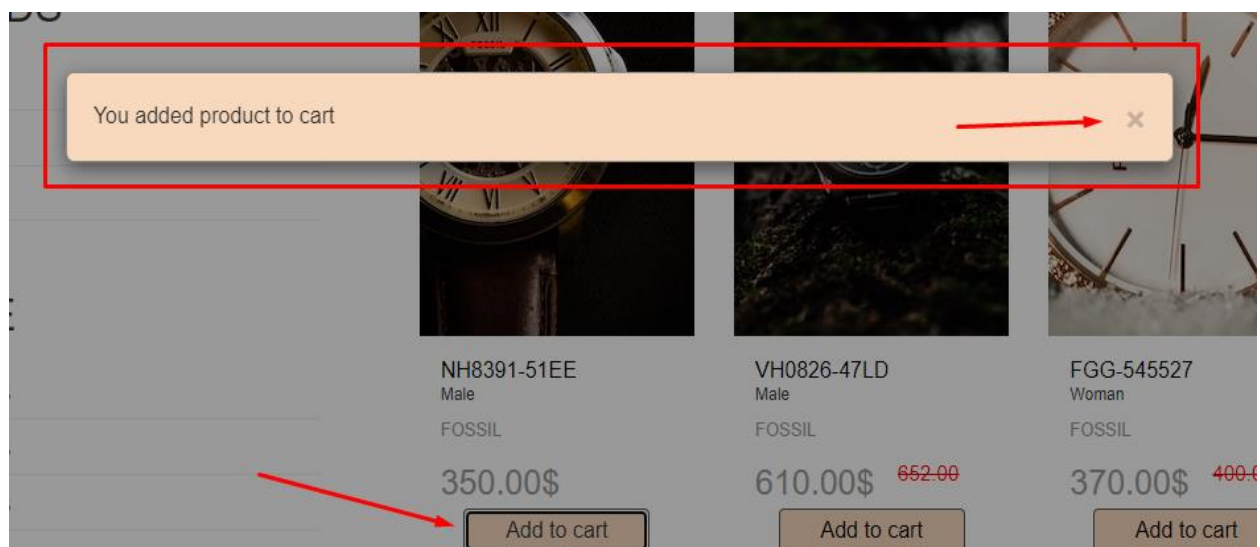 FOSSIL
You added product to cart
×
NH8391-51EE
Male
FOSSIL
350.00$
Add to cart
VH0826-47LD
Male
FOSSIL
610.00$ 652.00
Add to cart
FGG-545527
Woman
FOSSIL
370.00$
Add to cart